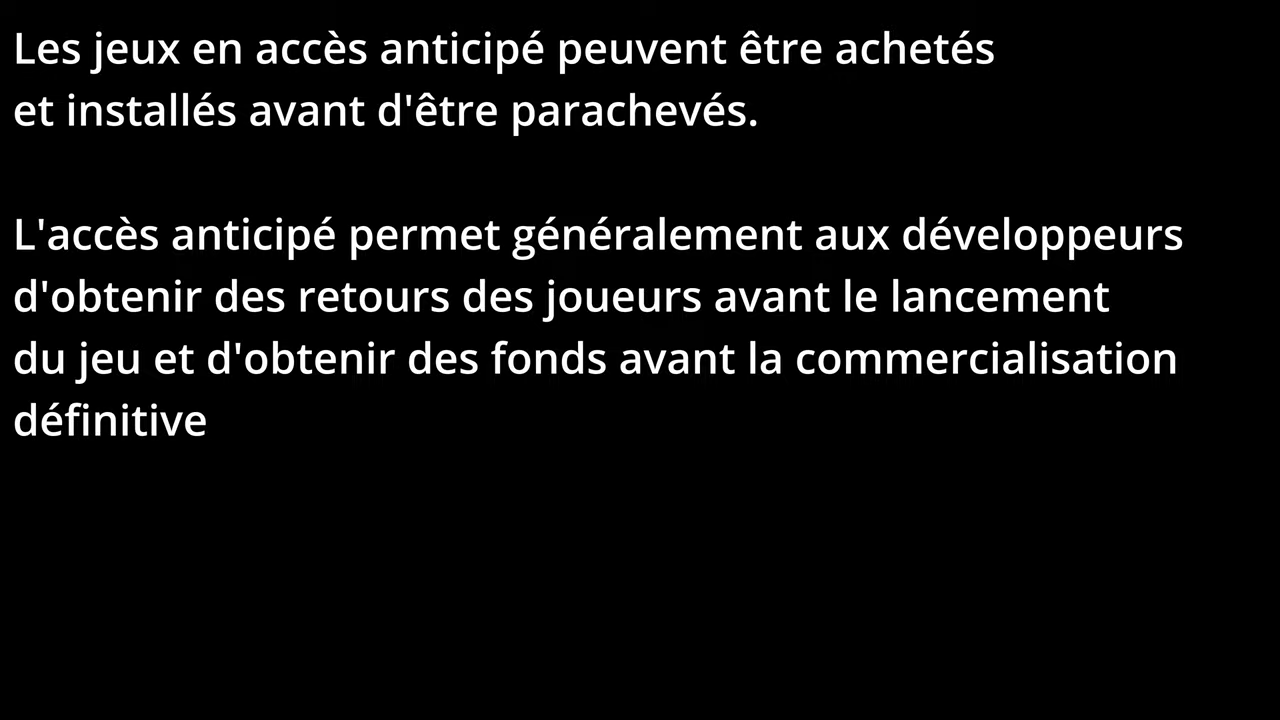 Les jeux en accès anticipé peuvent être achetés
et installés avant d'être parachevés.
L'accès anticipé permet généralement aux développeurs
d'obtenir des retours des joueurs avant le lancement
du jeu et d'obtenir des fonds avant la commercialisation
définitive